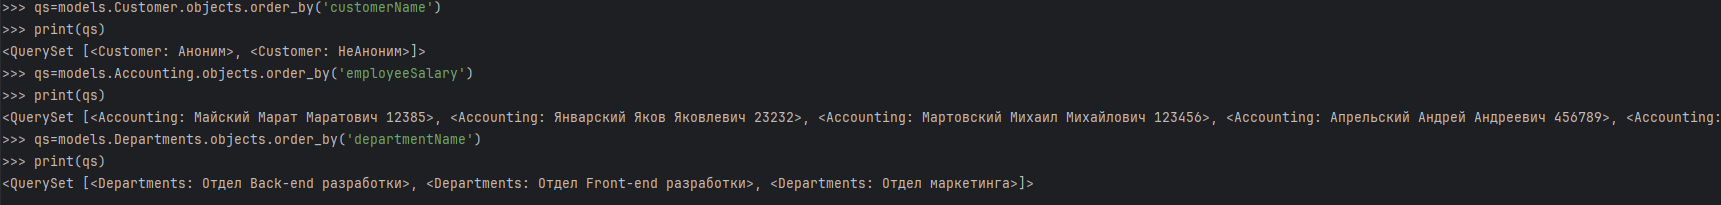 >>> qs=models.Customer.objects.order_by('customerName')
>>> print(qs)
<QuerySet [<Customer: Аноним>, <Customer: НеАноним>]>
>>> qs=models.Accounting.objects.order_by('employeeSalary')
>>> print(qs)
<QuerySet [<Accounting: Майский Марат Маратович 12385>, <Accounting: Январский Яков Яковлевич 23232>, <Accounting: Мартовский Михаил Михайлович 123456>, <Accounting: Апрельский Андрей Андреевич 456789>, <Accounting:
>>> qs=models.Departments.objects.order_by('departmentName')
>>> print(qs)
<QuerySet [<Departments: Отдел Back-end разработки>, <Departments: Отдел Front-end разработки>, <Departments: Отдел маркетинга>]>